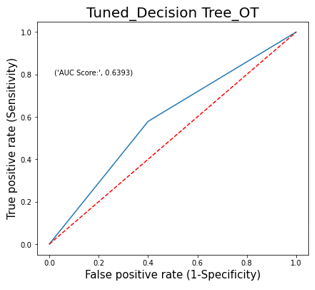 Tuned_Decision Tree_OT
1.0
0.8
0.6
0.4
0.2
0.0
('AUC Score:', 0.6393)
True positive rate (Sensitivity)
0.0 0.2 0.4 0.6 0.8 1.0
False positive rate (1-Specificity)